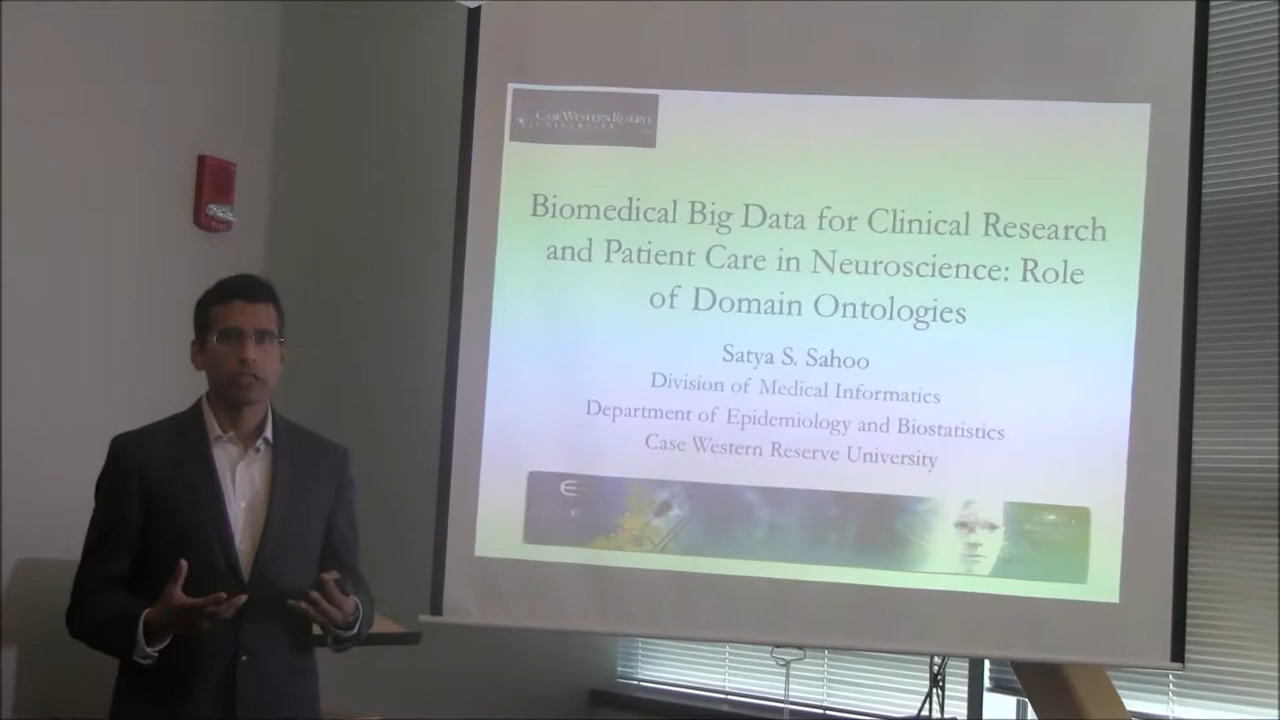 CASE WESTERN RESERVE
UNIVERSITY
Biomedical Big Data for Clinical Research
and Patient Care in Neuroscience: Role
of Domain Ontologies
Satya S. Sahoo
Division of Medical Informatics
Department of Epidemiology and Biostatistics
Case Western Reserve University